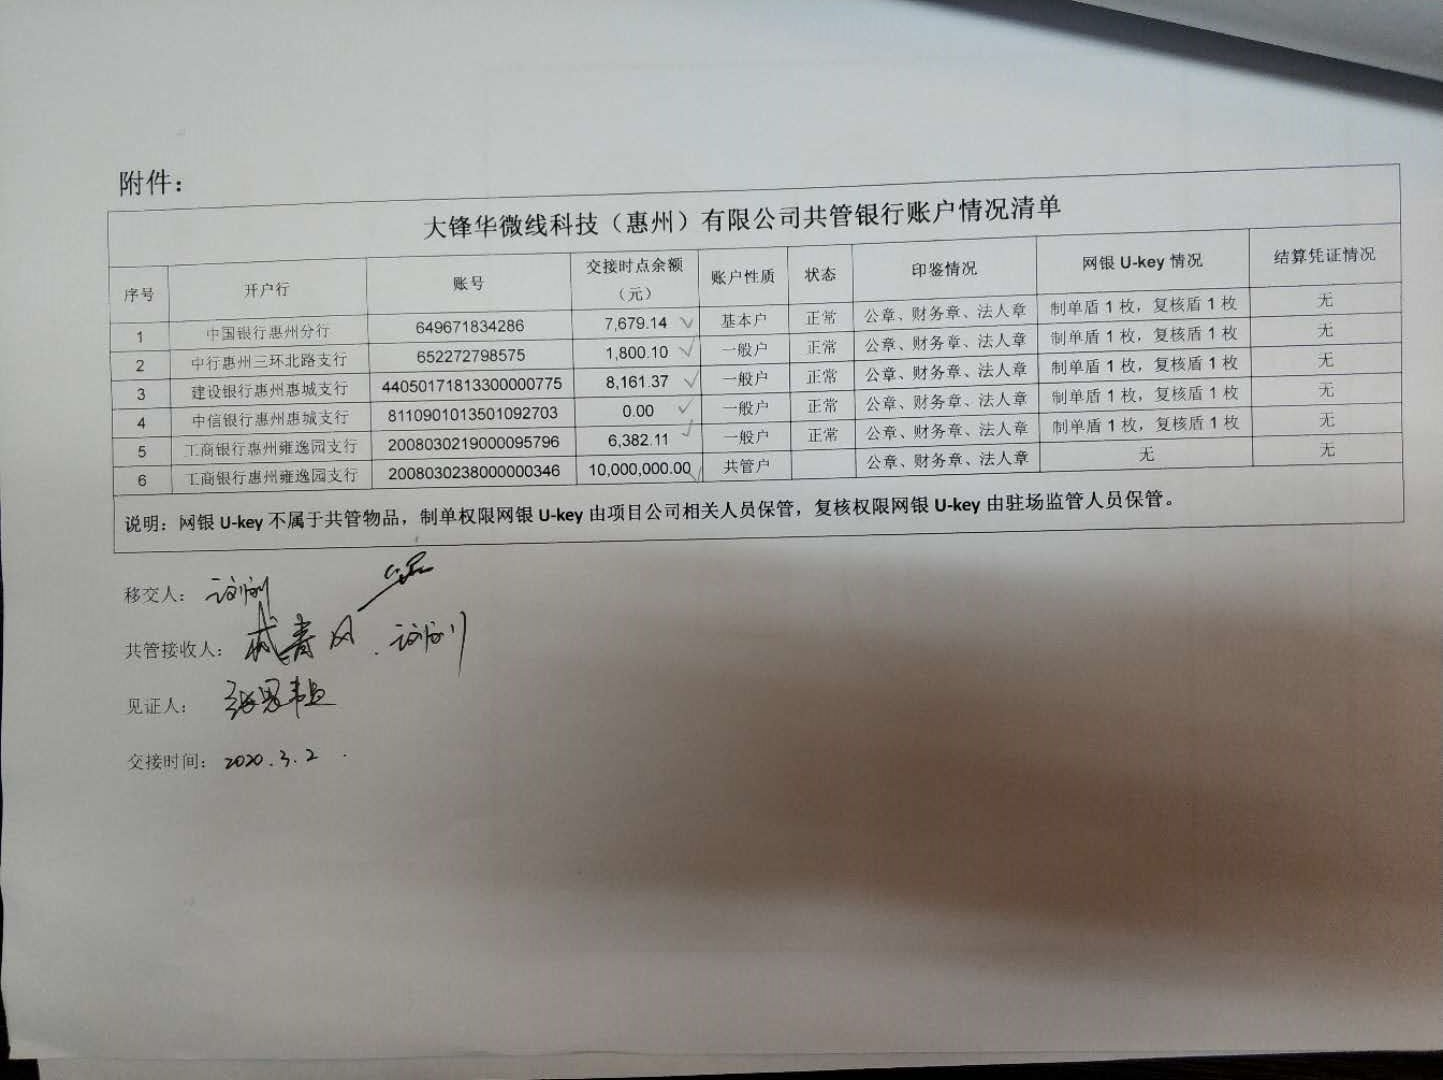 附件：
大锋华微线科技（惠州）有限公司共管银行账户情况清单
序号 开户行 账号 交接时点余额（元） 账户性质 状态 印鉴情况 网银 U-key 情况 结算凭证情况
1 中国银行惠州分行 649671834286 7,679.14 ✓ 基本户 正常 公章、财务章、法人章 制单盾 1 枚，复核盾 1 枚 无
2 中行惠州三环北路支行 652272798575 1,800.10 ✓ 一般户 正常 公章、财务章、法人章 制单盾 1 枚，复核盾 1 枚 无
3 建设银行惠州惠城支行 44050171813300000775 8,161.37 ✓ 一般户 正常 公章、财务章、法人章 制单盾 1 枚，复核盾 1 枚 无
4 中信银行惠州惠城支行 8110901013501092703 0.00 ✓ 一般户 正常 公章、财务章、法人章 制单盾 1 枚，复核盾 1 枚 无
5 工商银行惠州雍逸园支行 2008030219000095796 6,382.11 ✓ 一般户 正常 公章、财务章、法人章 制单盾 1 枚，复核盾 1 枚 无
6 工商银行惠州雍逸园支行 2008030238000000346 10,000,000.00 ✓ 共管户 公章、财务章、法人章 无 无
说明：网银 U-key 不属于共管物品，制单权限网银 U-key 由项目公司相关人员保管，复核权限网银 U-key 由驻场监管人员保管。
移交人：
共管接收人：
见证人：
交接时间：2020.3.2